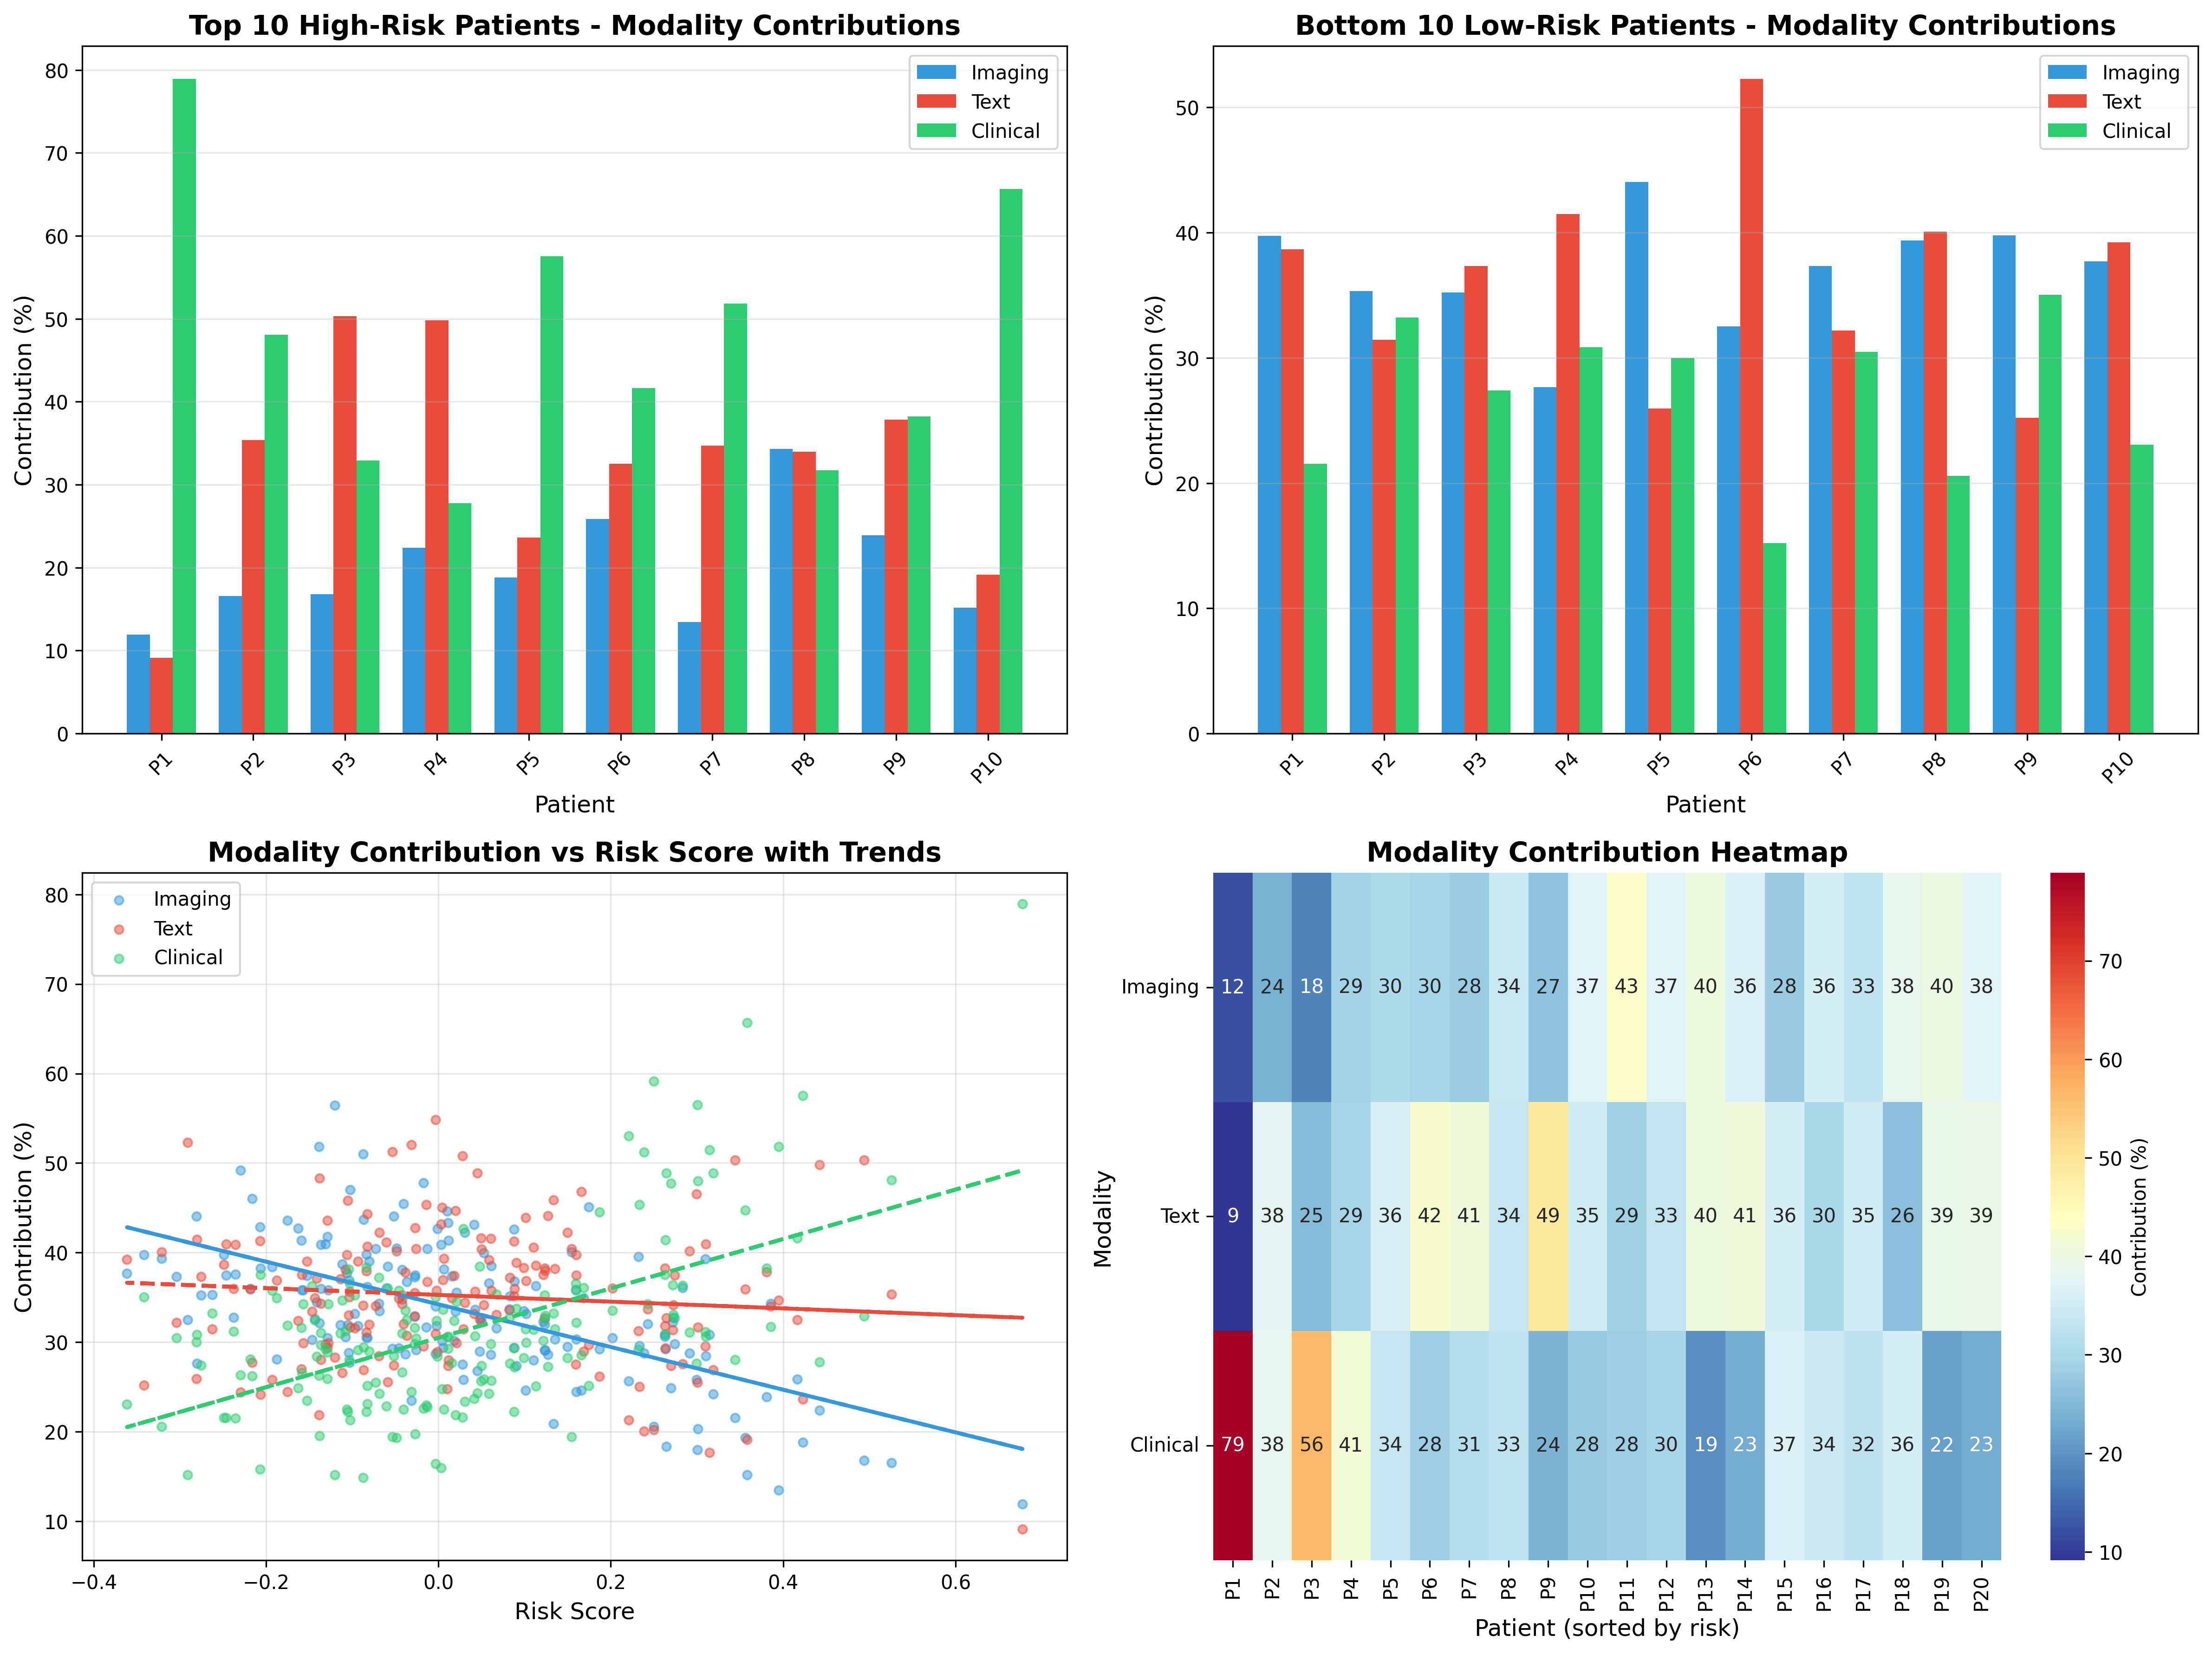 Top 10 High-Risk Patients - Modality Contributions
80
70
60
50
40
30
20
10
0
Contribution (%)
Imaging
Text
Clinical
P1 P2 P3 P4 P5 P6 P7 P8 P9 P10
Patient
Bottom 10 Low-Risk Patients - Modality Contributions
50
40
30
20
10
0
Contribution (%)
Imaging
Text
Clinical
P1 P2 P3 P4 P5 P6 P7 P8 P9 P10
Patient
Modality Contribution vs Risk Score with Trends
80
70
60
50
40
30
20
10
Contribution (%)
Imaging
Text
Clinical
−0.4 −0.2 0.0 0.2 0.4 0.6
Risk Score
Modality Contribution Heatmap
Modality
Imaging 12 24 18 29 30 30 28 34 27 37 43 37 40 36 28 36 33 38 40 38
Text 9 38 25 29 36 42 41 34 49 35 29 33 40 41 36 30 35 26 39 39
Clinical 79 38 56 41 34 28 31 33 24 28 28 30 19 23 37 34 32 36 22 23
P1 P2 P3 P4 P5 P6 P7 P8 P9 P10 P11 P12 P13 P14 P15 P16 P17 P18 P19 P20
Patient (sorted by risk)
70
60
50
40
30
20
10
Contribution (%)